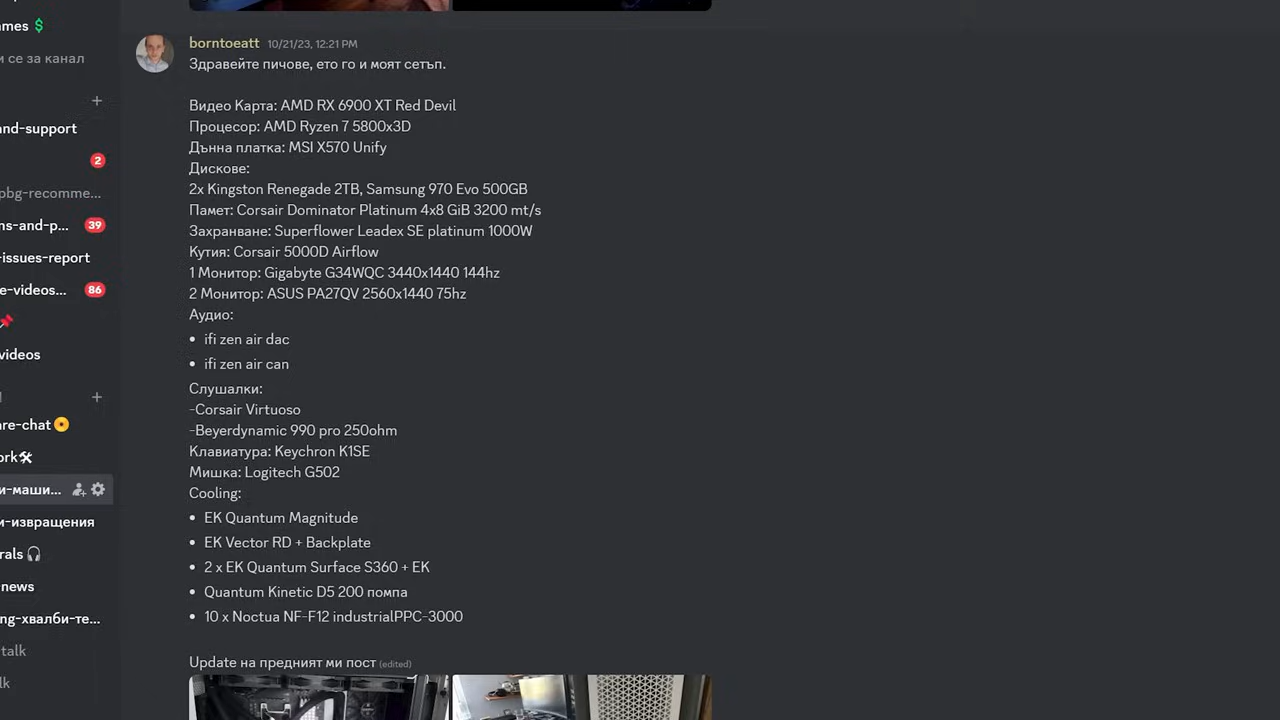 ames
и се за канал
and-support
2
pbg-recomme...
ns-and-p...
39
-issues-report
e-videos...
86
videos
are-chat
ork
и-маши...
и-извращения
rals
-news
ng-хвалби-те...
talk
lk
borntoeatt 10/21/23, 12:21 PM
Здравейте пичове, ето го и моят сетъп.
Видео Карта: AMD RX 6900 XT Red Devil
Процесор: AMD Ryzen 7 5800x3D
Дънна платка: MSI X570 Unify
Дискове:
2x Kingston Renegade 2TB, Samsung 970 Evo 500GB
Памет: Corsair Dominator Platinum 4x8 GiB 3200 mt/s
Захранване: Superflower Leadex SE platinum 1000W
Кутия: Corsair 5000D Airflow
1 Монитор: Gigabyte G34WQC 3440x1440 144hz
2 Монитор: ASUS PA27QV 2560x1440 75hz
Аудио:
• ifi zen air dac
• ifi zen air can
Слушалки:
-Corsair Virtuoso
-Beyerdynamic 990 pro 250ohm
Клавиатура: Keychron K1SE
Мишка: Logitech G502
Cooling:
• EK Quantum Magnitude
• EK Vector RD + Backplate
• 2 x EK Quantum Surface S360 + EK
• Quantum Kinetic D5 200 помпа
• 10 x Noctua NF-F12 industrialPPC-3000
Update на предният ми пост (edited)